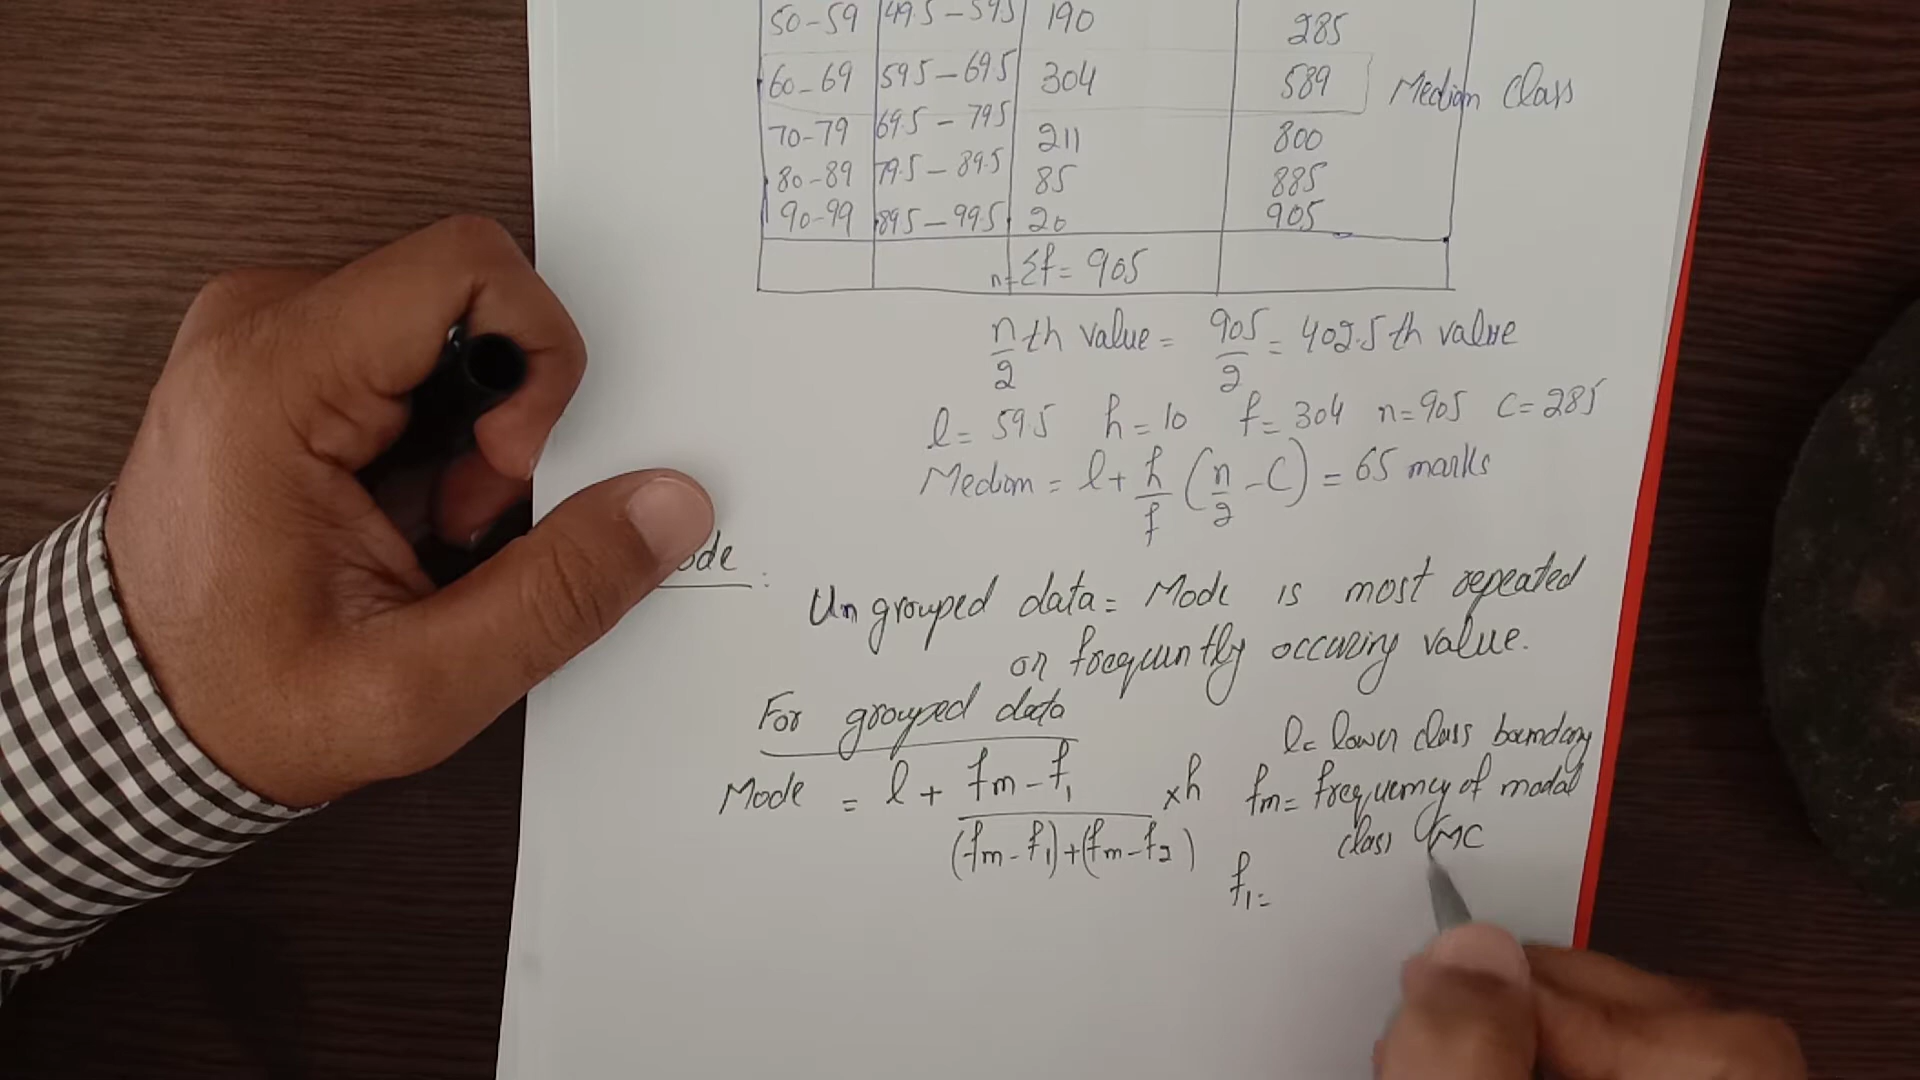 50-59 49.5-59.5 190 285
60-69 59.5-69.5 304 589 Median Class
70-79 69.5-79.5 211 800
80-89 79.5-89.5 85 885
90-99 89.5-99.5 20 905
n= Σf= 905
n/2 th value = 905/2 = 402.5 th value
l= 59.5 h=10 f=304 n=905 C=285
Median = l+ h/f (n/2 -C) = 65 marks
ode :
Un grouped data= Mode is most repeated
or frequntly occuring value.
For grouped data
l= lower class boundary
Mode = l + fm-f1 / (fm-f1)+(fm-f2) xh
fm= frequency of modal
class MC
f1=